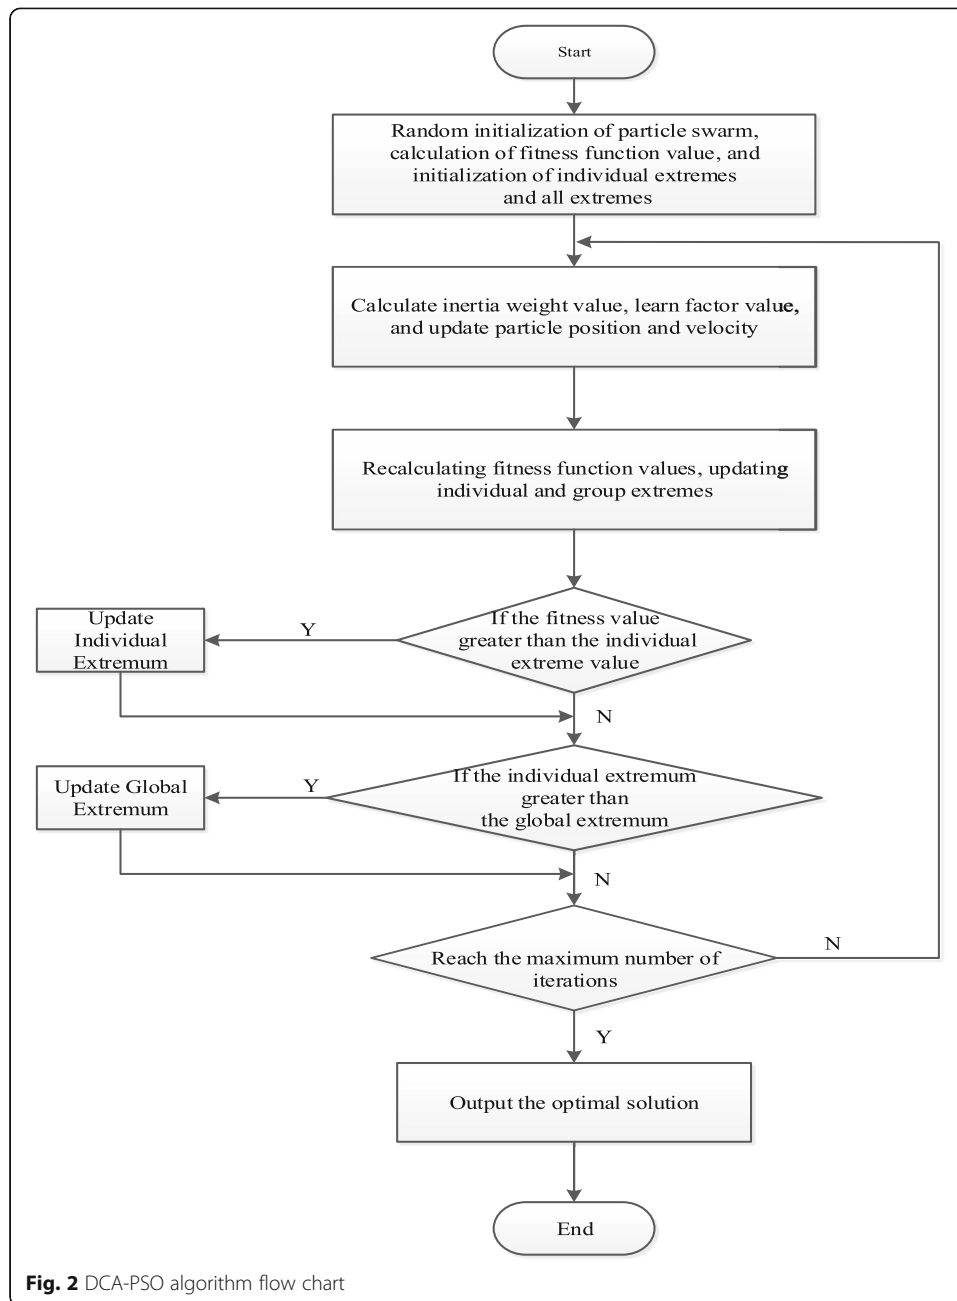 Start
Random initialization of particle swarm,
calculation of fitness function value, and
initialization of individual extremes
and all extremes
Calculate inertia weight value, learn factor value,
and update particle position and velocity
Recalculating fitness function values, updating
individual and group extremes
If the fitness value
greater than the individual
extreme value
Y
Update
Individual
Extremum
N
If the individual extremum
greater than
the global extremum
Y
Update Global
Extremum
N
Reach the maximum number of
iterations
N
Y
Output the optimal solution
End
Fig. 2 DCA-PSO algorithm flow chart